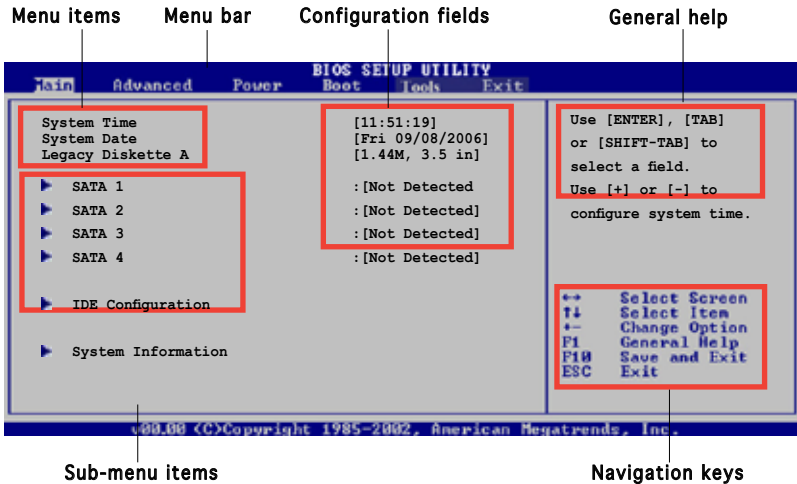 Menu items Menu bar Configuration fields General help
BIOS SETUP UTILITY
Main Advanced Power Boot Tools Exit
System Time [11:51:19]
System Date [Fri 09/08/2006]
Legacy Diskette A [1.44M, 3.5 in]
SATA 1 :[Not Detected
SATA 2 :[Not Detected]
SATA 3 :[Not Detected]
SATA 4 :[Not Detected]
IDE Configuration
System Information
Use [ENTER], [TAB]
or [SHIFT-TAB] to
select a field.
Use [+] or [-] to
configure system time.
←→ Select Screen
↑↓ Select Item
+- Change Option
F1 General Help
F10 Save and Exit
ESC Exit
v00.00 (C)Copyright 1985-2002, American Megatrends, Inc.
Sub-menu items Navigation keys